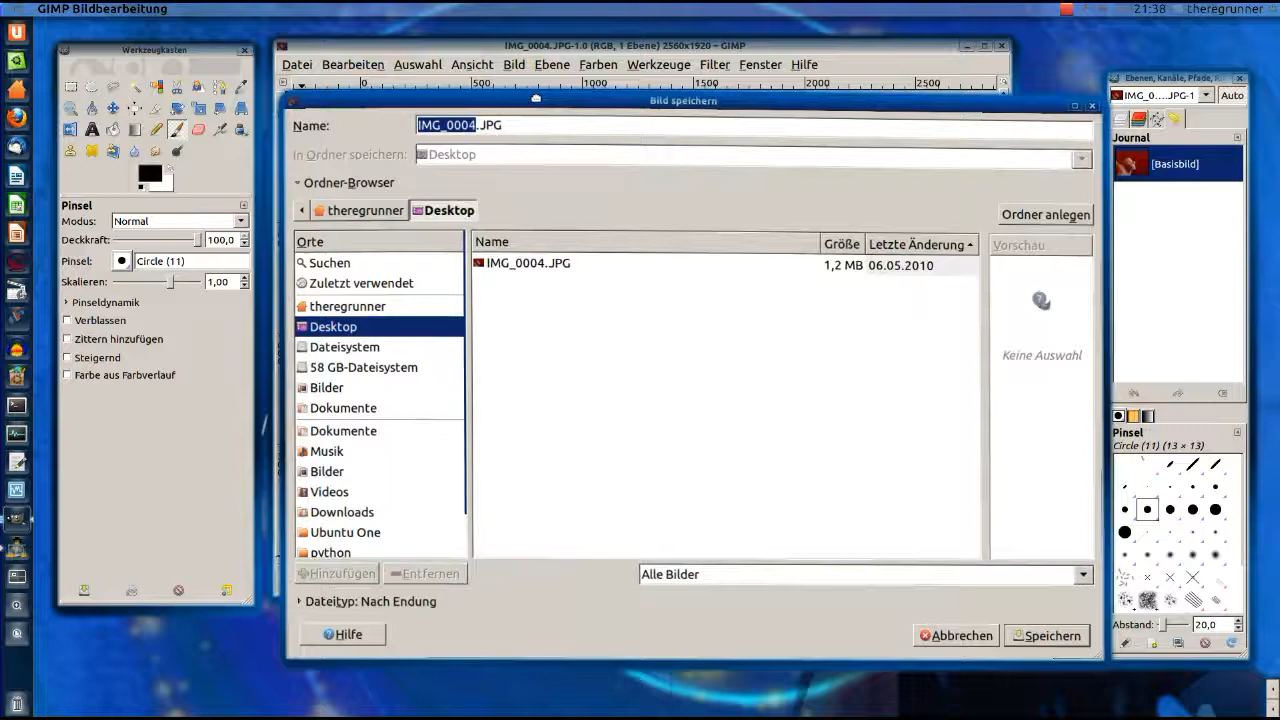 GIMP Bildbearbeitung
21:38 theregrunner
Werkzeugkasten
Pinsel
Modus: Normal
Deckkraft: 100,0
Pinsel: Circle (11)
Skalieren: 1,00
Pinseldynamik
Verblassen
Zittern hinzufügen
Steigernd
Farbe aus Farbverlauf
IMG_0004.JPG-1.0 (RGB, 1 Ebene) 2560x1920 – GIMP
Datei Bearbeiten Auswahl Ansicht Bild Ebene Farben Werkzeuge Filter Fenster Hilfe
0 500 1000 1500 2000 2500
Bild speichern
Name: IMG_0004.JPG
In Ordner speichern: Desktop
Ordner-Browser
theregrunner Desktop
Ordner anlegen
Orte
Suchen
Zuletzt verwendet
theregrunner
Desktop
Dateisystem
58 GB-Dateisystem
Bilder
Dokumente
Dokumente
Musik
Bilder
Videos
Downloads
Ubuntu One
python
Name Größe Letzte Änderung
IMG_0004.JPG 1,2 MB 06.05.2010
Vorschau
Keine Auswahl
Hinzufügen Entfernen
Alle Bilder
Dateityp: Nach Endung
Hilfe
Abbrechen Speichern
Ebenen, Kanäle, Pfade, R
IMG_0....JPG-1 Auto
Journal
[Basisbild]
Pinsel
Circle (11) (13 × 13)
Abstand: 20,0